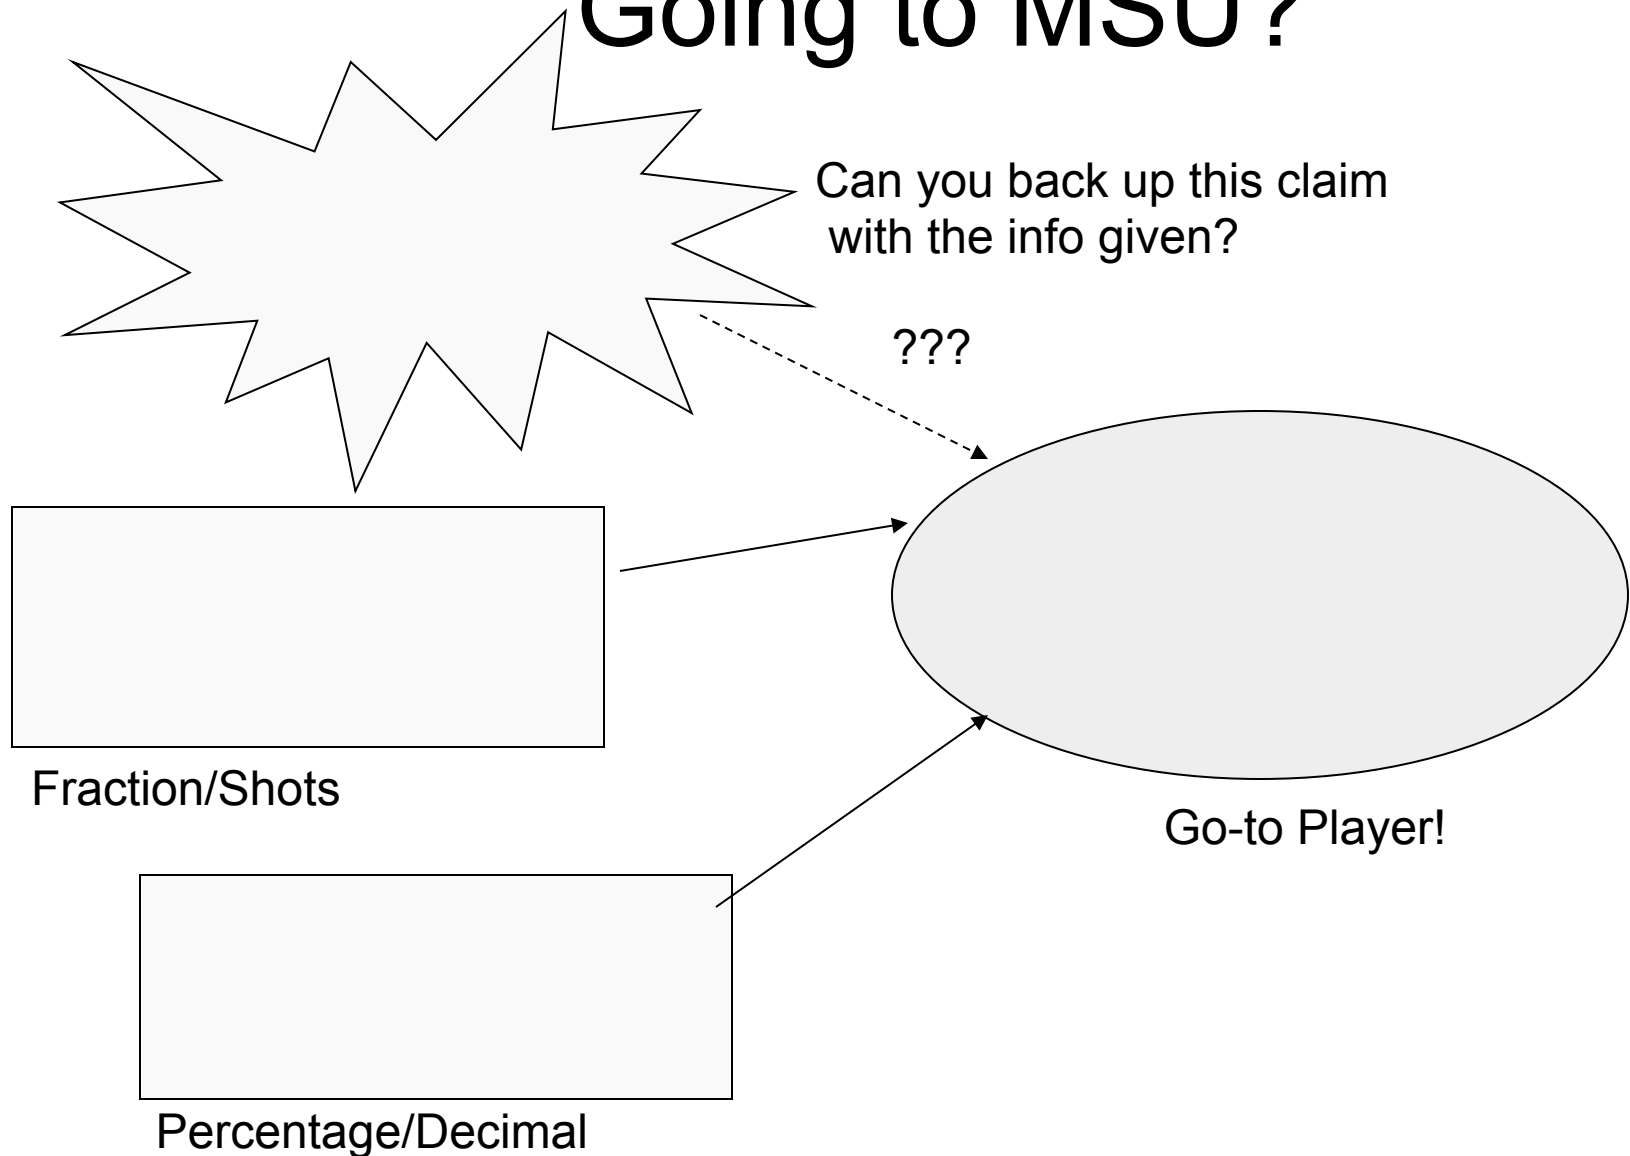 Going to MSU?
Can you back up this claim
with the info given?
???
Fraction/Shots
Go-to Player!
Percentage/Decimal